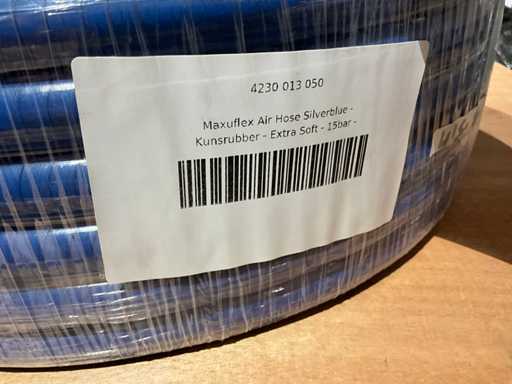 4230 013 050
Maxuflex Air Hose Silverblue -
Kunsrubber - Extra Soft - 15bar -